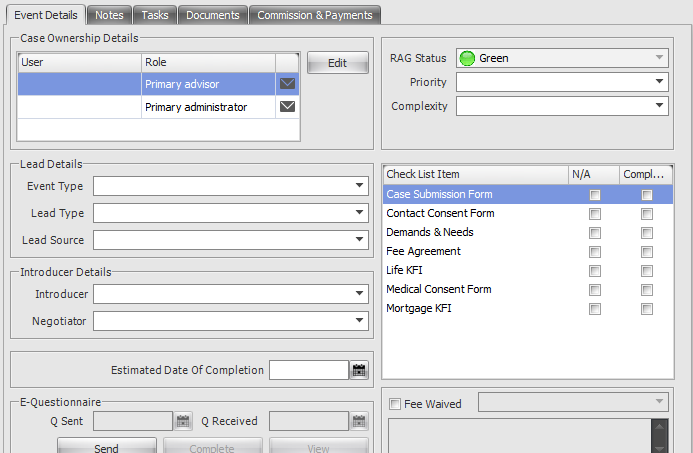 Event Details Notes Tasks Documents Commission & Payments
Case Ownership Details
User Role
Primary advisor
Primary administrator
Edit
RAG Status Green
Priority
Complexity
Lead Details
Event Type
Lead Type
Lead Source
Introducer Details
Introducer
Negotiator
Estimated Date Of Completion
Check List Item N/A Compl...
Case Submission Form
Contact Consent Form
Demands & Needs
Fee Agreement
Life KFI
Medical Consent Form
Mortgage KFI
E-Questionnaire
Q Sent Q Received
Send Complete View
Fee Waived